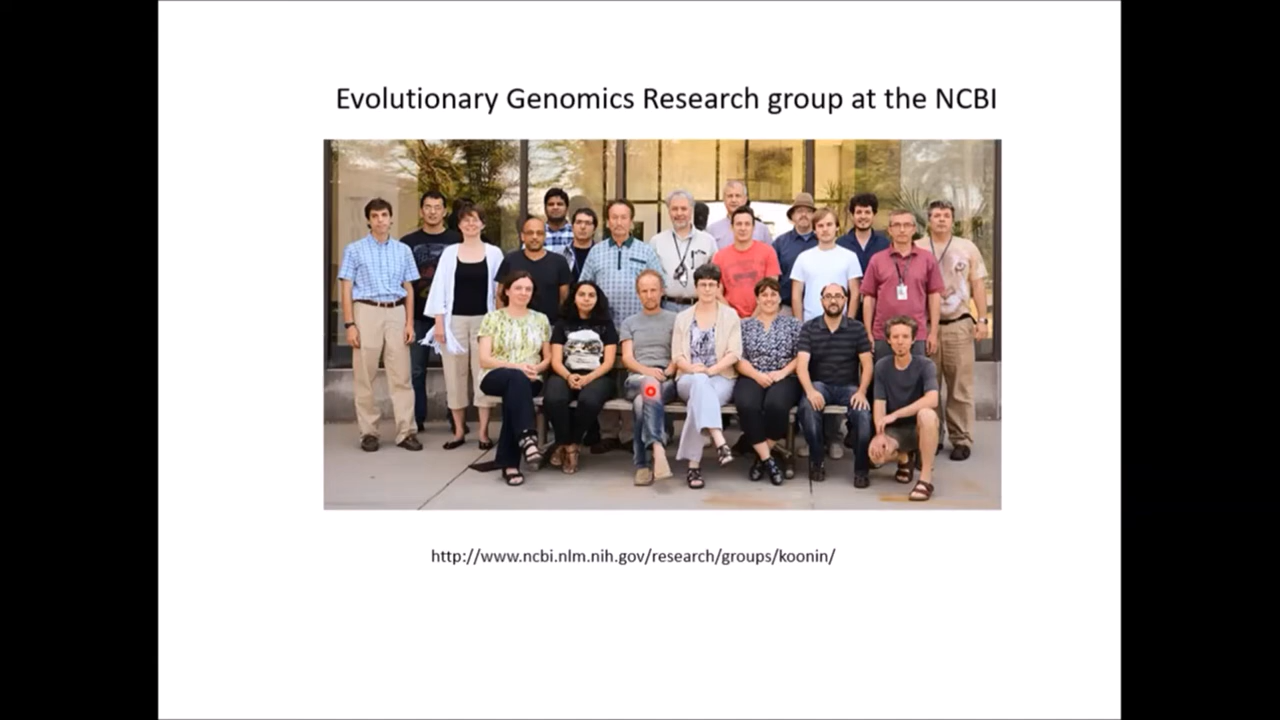 Evolutionary Genomics Research group at the NCBI
http://www.ncbi.nlm.nih.gov/research/groups/koonin/